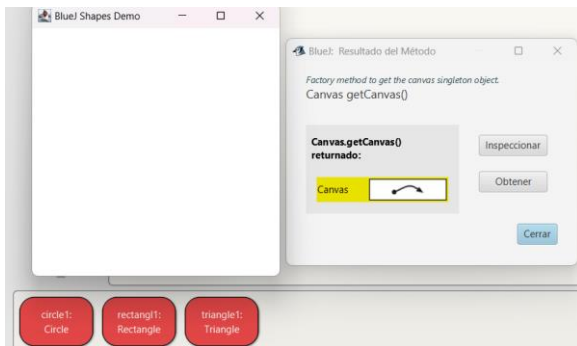 BlueJ Shapes Demo
BlueJ: Resultado del Método
Factory method to get the canvas singleton object.
Canvas getCanvas()
Canvas.getCanvas()
returnado:
Canvas
Inspeccionar
Obtener
Cerrar
circle1:
Circle
rectangl1:
Rectangle
triangle1:
Triangle